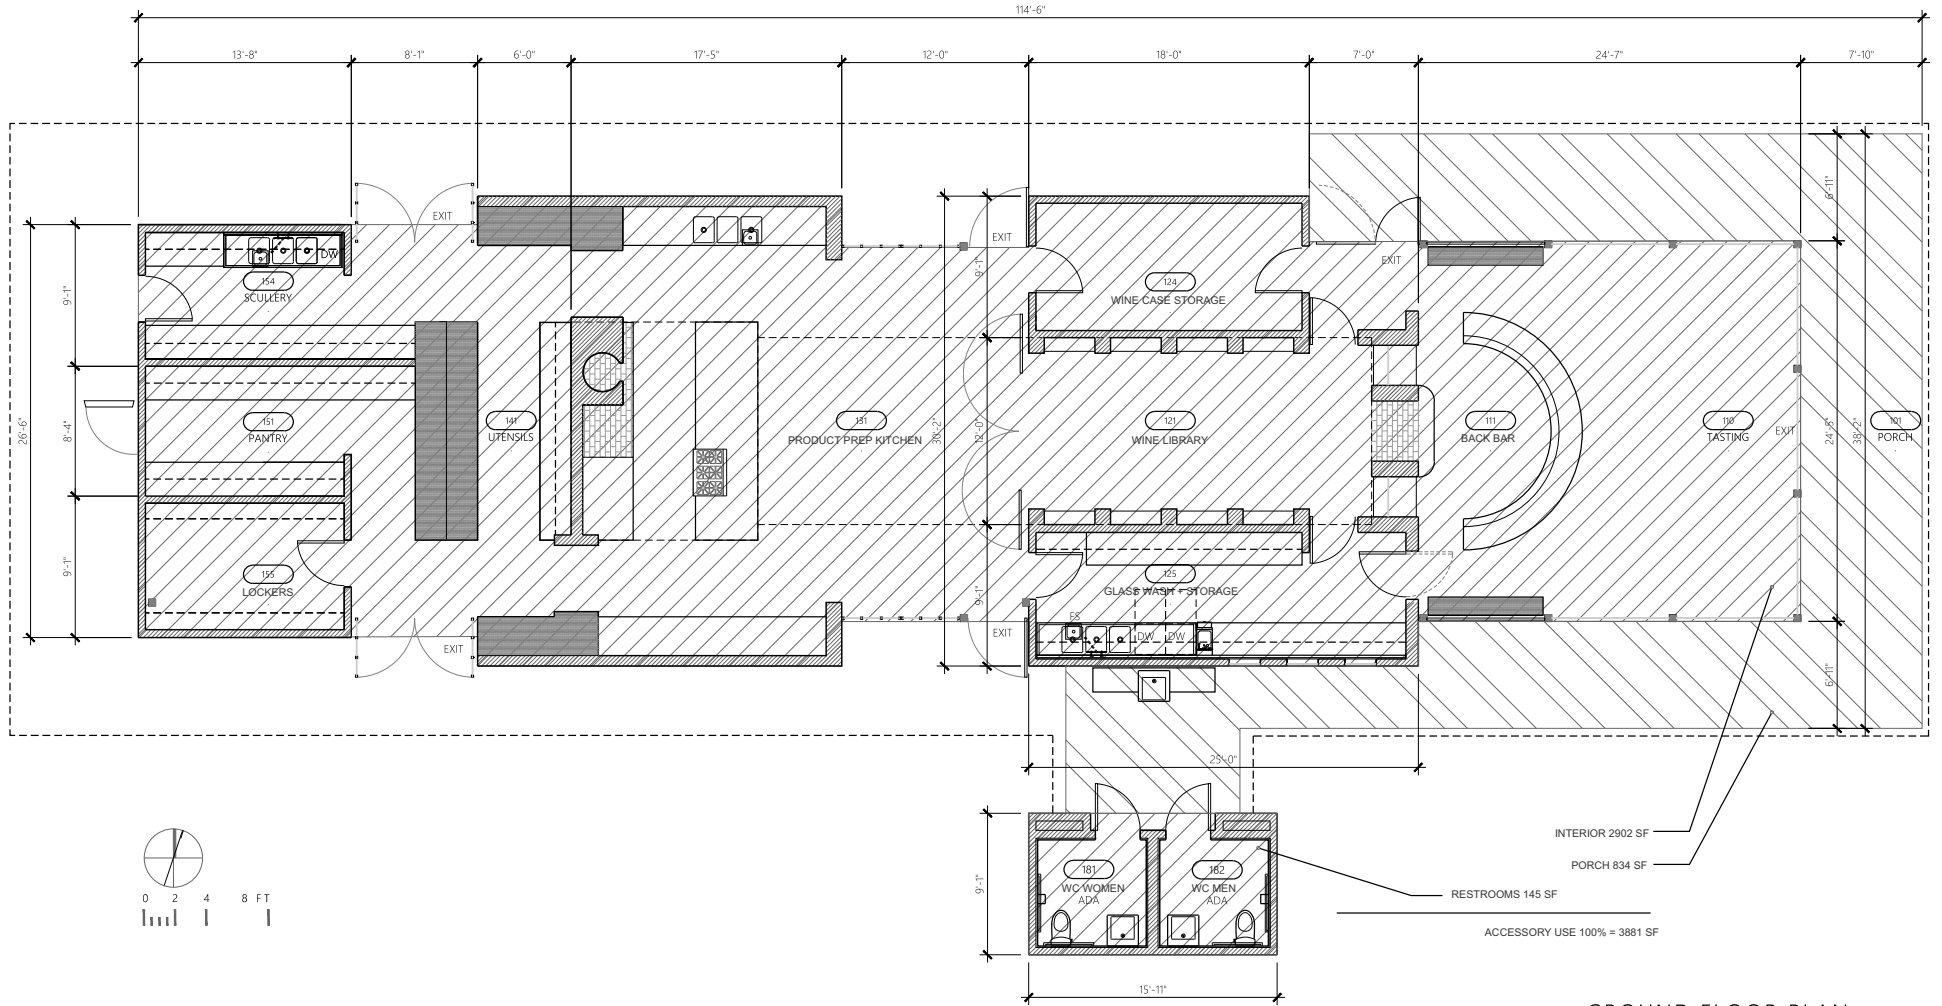 114'-6"
13'-8" 8'-1" 6'-0" 17'-5" 12'-0" 18'-0" 7'-0" 24'-7" 7'-10"
6'-11"
EXIT
EXIT
EXIT
DW
154
SCULLERY
124
WINE CASE STORAGE
9'-1"
9'-1"
26'-6"
8'-4"
151
PANTRY
141
UTENSILS
131
PRODUCT PREP KITCHEN
30'-2"
12'-0"
121
WINE LIBRARY
111
BACK BAR
110
TASTING
EXIT
24'-5"
38'-2"
101
PORCH
9'-1"
155
LOCKERS
9'-1"
125
GLASS WASH + STORAGE
ES
DW DW
EXIT
EXIT
6'-11"
25'-0"
INTERIOR 2902 SF
PORCH 834 SF
RESTROOMS 145 SF
ACCESSORY USE 100% = 3881 SF
9'-1"
181
WC WOMEN
ADA
182
WC MEN
ADA
0 2 4 8 FT
15'-11"